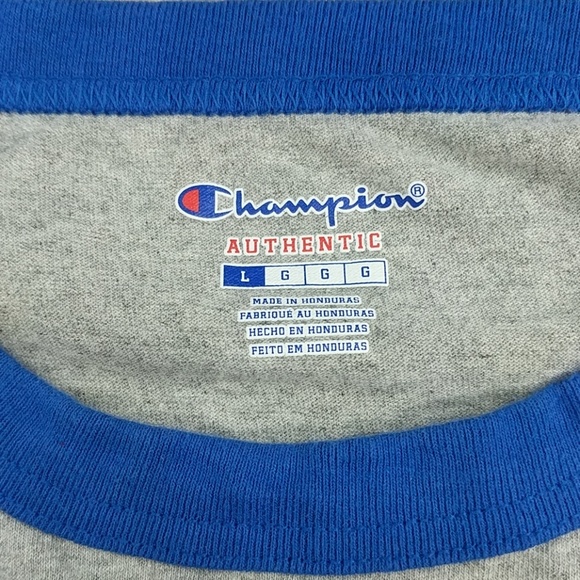 Champion®
AUTHENTIC
L G G G
MADE IN HONDURAS
FABRIQUÉ AU HONDURAS
HECHO EN HONDURAS
FEITO EM HONDURAS